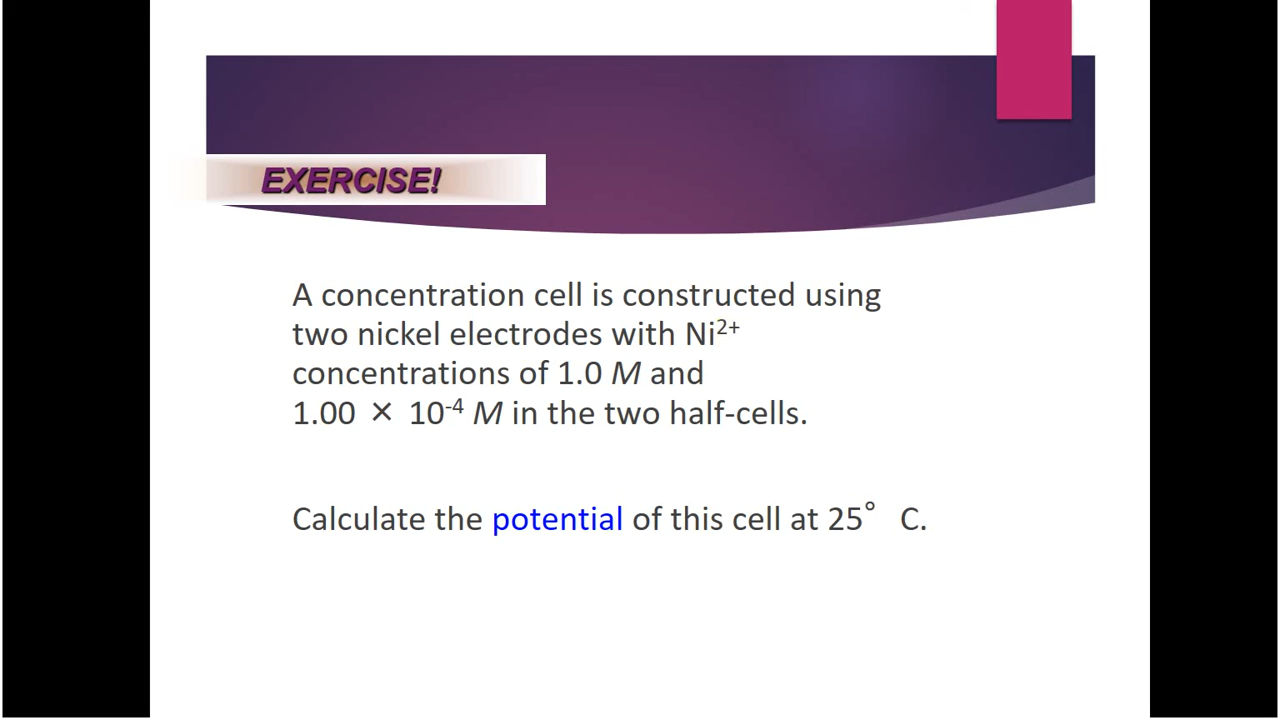 EXERCISE!
A concentration cell is constructed using
two nickel electrodes with Ni²⁺
concentrations of 1.0 M and
1.00 × 10⁻⁴ M in the two half-cells.
Calculate the potential of this cell at 25° C.